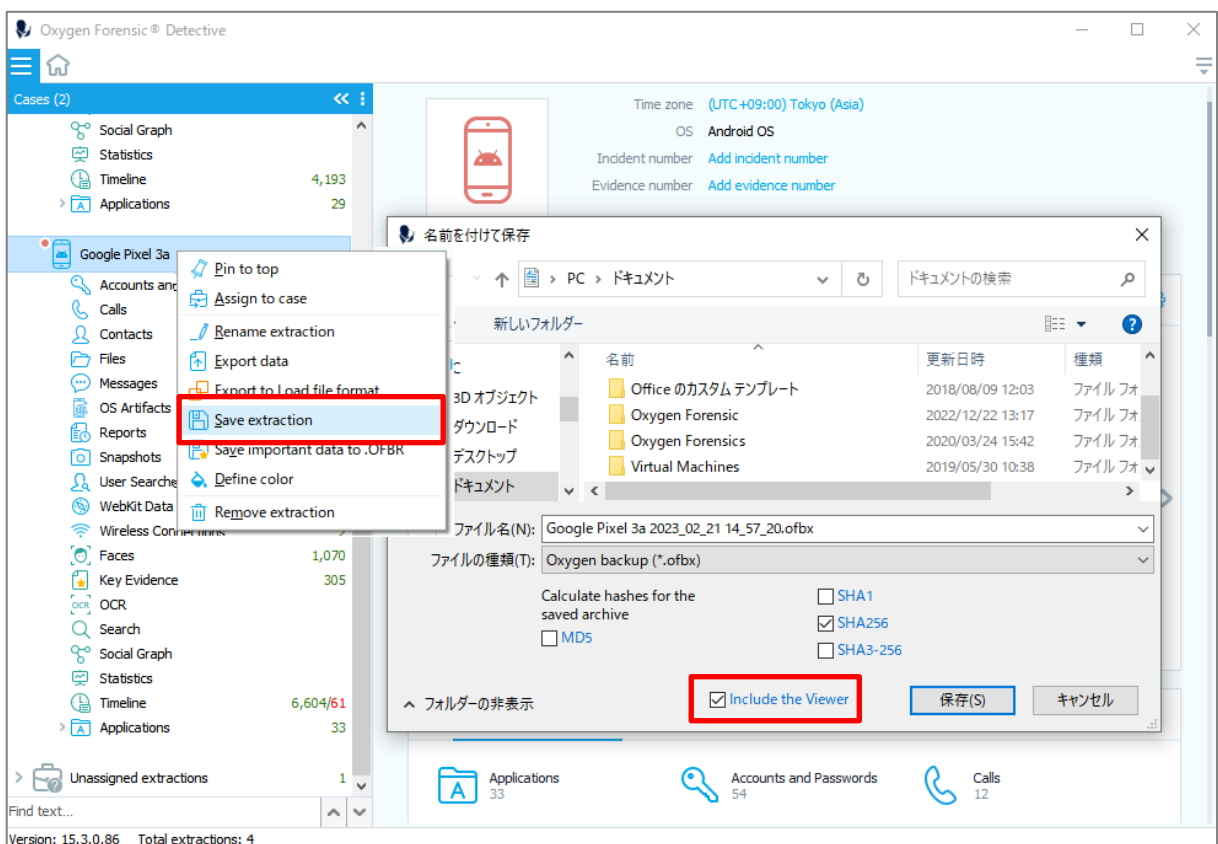 Oxygen Forensic® Detective
Cases (2)
Social Graph
Statistics
Timeline 4,193
Applications 29
Google Pixel 3a
Accounts and
Calls
Contacts
Files
Messages
OS Artifacts
Reports
Snapshots
User Searche
WebKit Data
Wireless Connections
Faces 1,070
Key Evidence 305
OCR OCR
Search
Social Graph
Statistics
Timeline 6,604/61
Applications 33
Unassigned extractions 1
Find text...
Version: 15.3.0.86 Total extractions: 4
Pin to top
Assign to case
Rename extraction
Export data
Export to Load file format
Save extraction
Save important data to .OFBR
Define color
Remove extraction
Time zone (UTC+09:00) Tokyo (Asia)
OS Android OS
Incident number Add incident number
Evidence number Add evidence number
名前を付けて保存
PC › ドキュメント
ドキュメントの検索
新しいフォルダー
名前 更新日時 種類
3D オブジェクト
ダウンロード
デスクトップ
ドキュメント
Office のカスタム テンプレート 2018/08/09 12:03 ファイル フォ
Oxygen Forensic 2022/12/22 13:17 ファイル フォ
Oxygen Forensics 2020/03/24 15:42 ファイル フォ
Virtual Machines 2019/05/30 10:38 ファイル フォ
ファイル名(N): Google Pixel 3a 2023_02_21 14_57_20.ofbx
ファイルの種類(T): Oxygen backup (*.ofbx)
Calculate hashes for the
saved archive
MD5
SHA1
SHA256
SHA3-256
フォルダーの非表示
Include the Viewer
保存(S)
キャンセル
Applications
33
Accounts and Passwords
54
Calls
12